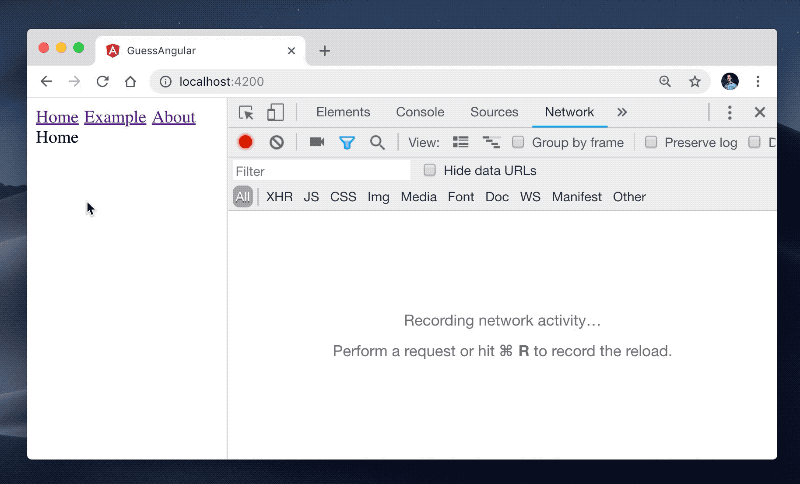 GuessAngular
localhost:4200
Home Example About
Home
Elements Console Sources Network
View: Group by frame Preserve log D
Filter Hide data URLs
All XHR JS CSS Img Media Font Doc WS Manifest Other
Recording network activity…
Perform a request or hit ⌘ R to record the reload.